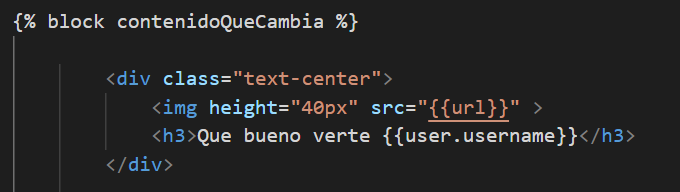 {% block contenidoQueCambia %}
<div class="text-center">
<img height="40px" src="{{url}}" >
<h3>Que bueno verte {{user.username}}</h3>
</div>